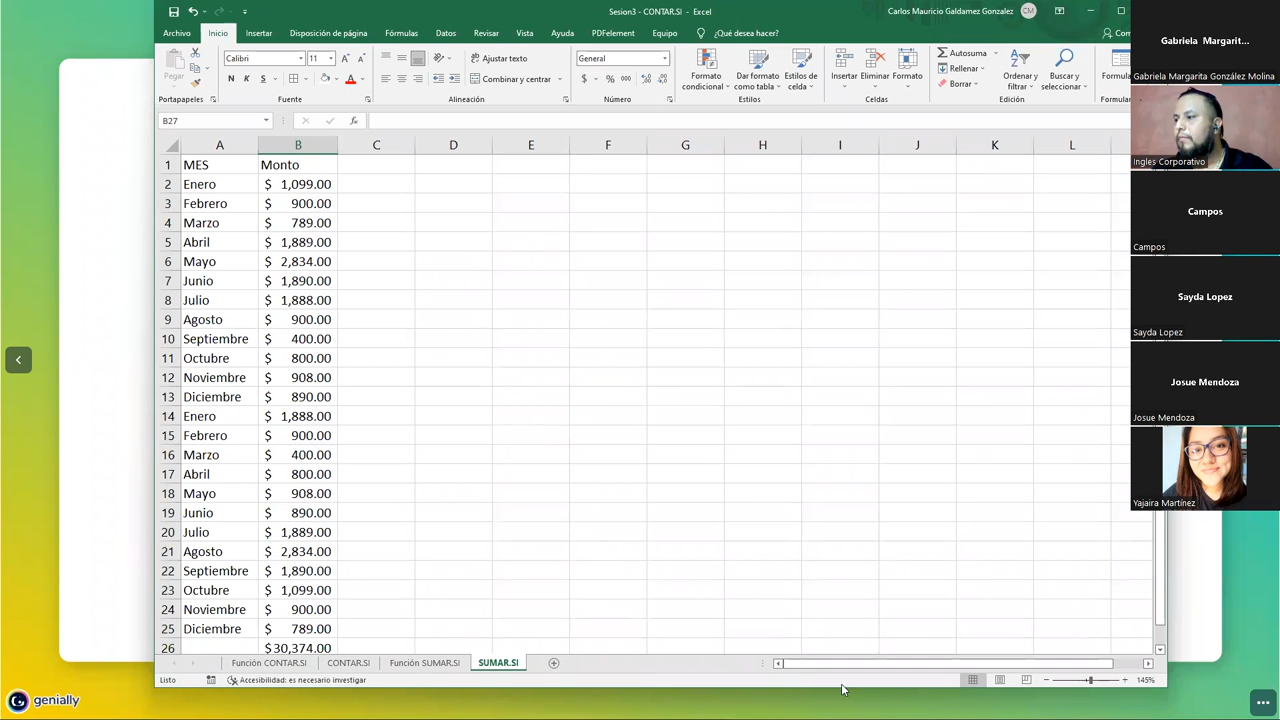 Sesion3 - CONTAR.SI - Excel
Carlos Mauricio Galdamez Gonzalez CM
Archivo Inicio Insertar Disposición de página Fórmulas Datos Revisar Vista Ayuda PDFelement Equipo ¿Qué desea hacer?
Pegar
Calibri 11
N K S
Ajustar texto
Combinar y centrar
General
$ % 000
Formato condicional
Dar formato como tabla
Estilos de celda
Insertar Eliminar Formato
Autosuma
Rellenar
Borrar
Ordenar y filtrar
Buscar y seleccionar
Portapapeles Fuente Alineación Número Estilos Celdas Edición
B27 fx
A B C D E F G H I J K L
1 MES Monto
2 Enero $ 1,099.00
3 Febrero $ 900.00
4 Marzo $ 789.00
5 Abril $ 1,889.00
6 Mayo $ 2,834.00
7 Junio $ 1,890.00
8 Julio $ 1,888.00
9 Agosto $ 900.00
10 Septiembre $ 400.00
11 Octubre $ 800.00
12 Noviembre $ 908.00
13 Diciembre $ 890.00
14 Enero $ 1,888.00
15 Febrero $ 900.00
16 Marzo $ 400.00
17 Abril $ 800.00
18 Mayo $ 908.00
19 Junio $ 890.00
20 Julio $ 1,889.00
21 Agosto $ 2,834.00
22 Septiembre $ 1,890.00
23 Octubre $ 1,099.00
24 Noviembre $ 900.00
25 Diciembre $ 789.00
26 $30,374.00
Función CONTAR.SI CONTAR.SI Función SUMAR.SI SUMAR.SI
Listo Accesibilidad: es necesario investigar 145%
Gabriela Margarit...
Gabriela Margarita González Molina
Ingles Corporativo
Campos
Campos
Sayda Lopez
Sayda Lopez
Josue Mendoza
Josue Mendoza
Yajaira Martínez
genially